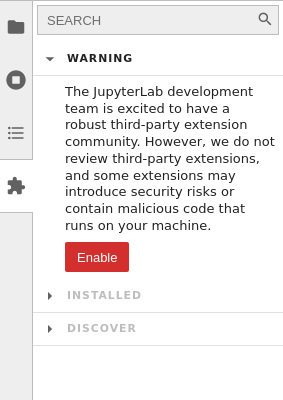 SEARCH
WARNING
The JupyterLab development
team is excited to have a
robust third-party extension
community. However, we do not
review third-party extensions,
and some extensions may
introduce security risks or
contain malicious code that
runs on your machine.
Enable
INSTALLED
DISCOVER